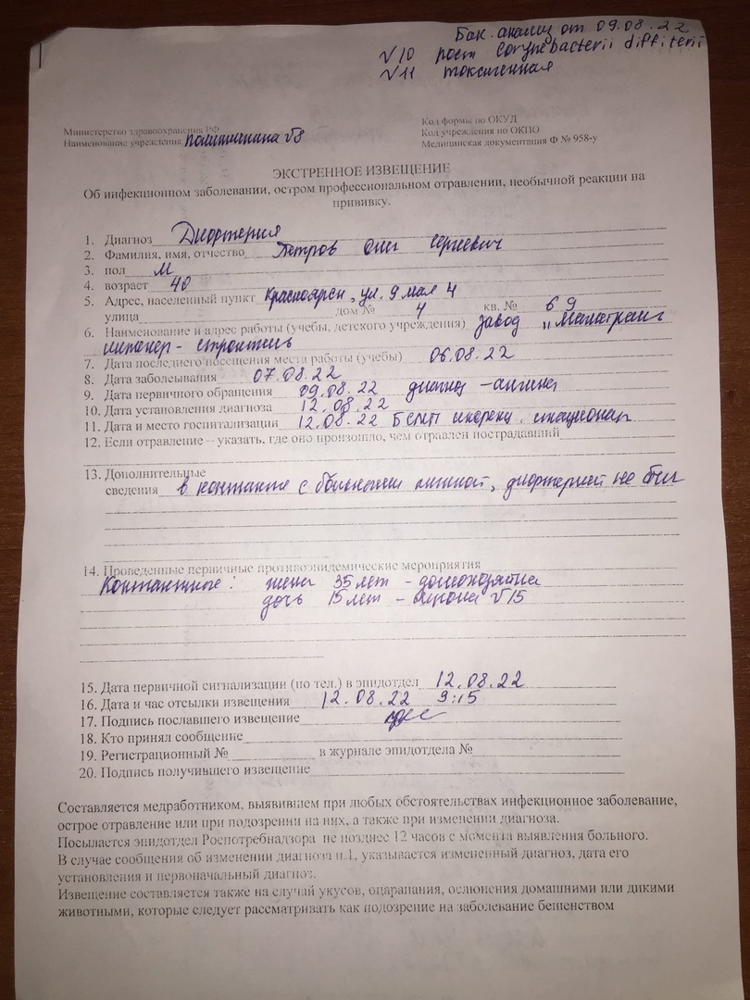 Бак. анализ от 09.08.22
√10 рост Corynebacterii diffiterii
√11 токсигенная
Министерство здравоохранения РФ
Наименование учреждения поликлиника √8
Код формы по ОКУД
Код учреждения по ОКПО
Медицинская документация Ф № 958-у
ЭКСТРЕННОЕ ИЗВЕЩЕНИЕ
Об инфекционном заболевании, остром профессиональном отравлении, необычной реакции на
прививку.
1. Диагноз Дифтерия
2. Фамилия, имя, отчество Петров Олег Сергеевич
3. пол М
4. возраст 40
5. Адрес, населенный пункт Красноярск, ул. 9 мая 4
улица дом № 4 кв. № 69
6. Наименование и адрес работы (учебы, детского учреждения) завод
инженер - строитель
7. Дата последнего посещения места работы (учебы) 06.08.22
8. Дата заболевания 07.08.22
9. Дата первичного обращения 09.08.22 диагноз - ангина
10. Дата установления диагноза 12.08.22
11. Дата и место госпитализации 12.08.22 БСМП инфекц. стационар
12. Если отравление – указать, где оно произошло, чем отравлен пострадавший
13. Дополнительные
сведения в контакте с больными ангиной, дифтерией не был
14. Проведенные первичные противоэпидемические мероприятия
Контактные: жена 35 лет - домохозяйка
дочь 15 лет - школа √15
15. Дата первичной сигнализации (по тел.) в эпидотдел 12.08.22
16. Дата и час отсылки извещения 12.08.22 9:15
17. Подпись пославшего извещение
18. Кто принял сообщение
19. Регистрационный № в журнале эпидотдела №
20. Подпись получившего извещение
Составляется медработником, выявившем при любых обстоятельствах инфекционное заболевание,
острое отравление или при подозрении на них, а также при изменении диагноза.
Посылается эпидотдел Роспотребнадзора не позднее 12 часов с момента выявления больного.
В случае сообщения об изменении диагноза п.1, указывается измененный диагноз, дата его
установления и первоначальный диагноз.
Извещение составляется также на случай укусов, оцарапания, ослюнения домашними или дикими
животными, которые следует рассматривать как подозрение на заболевание бешенством